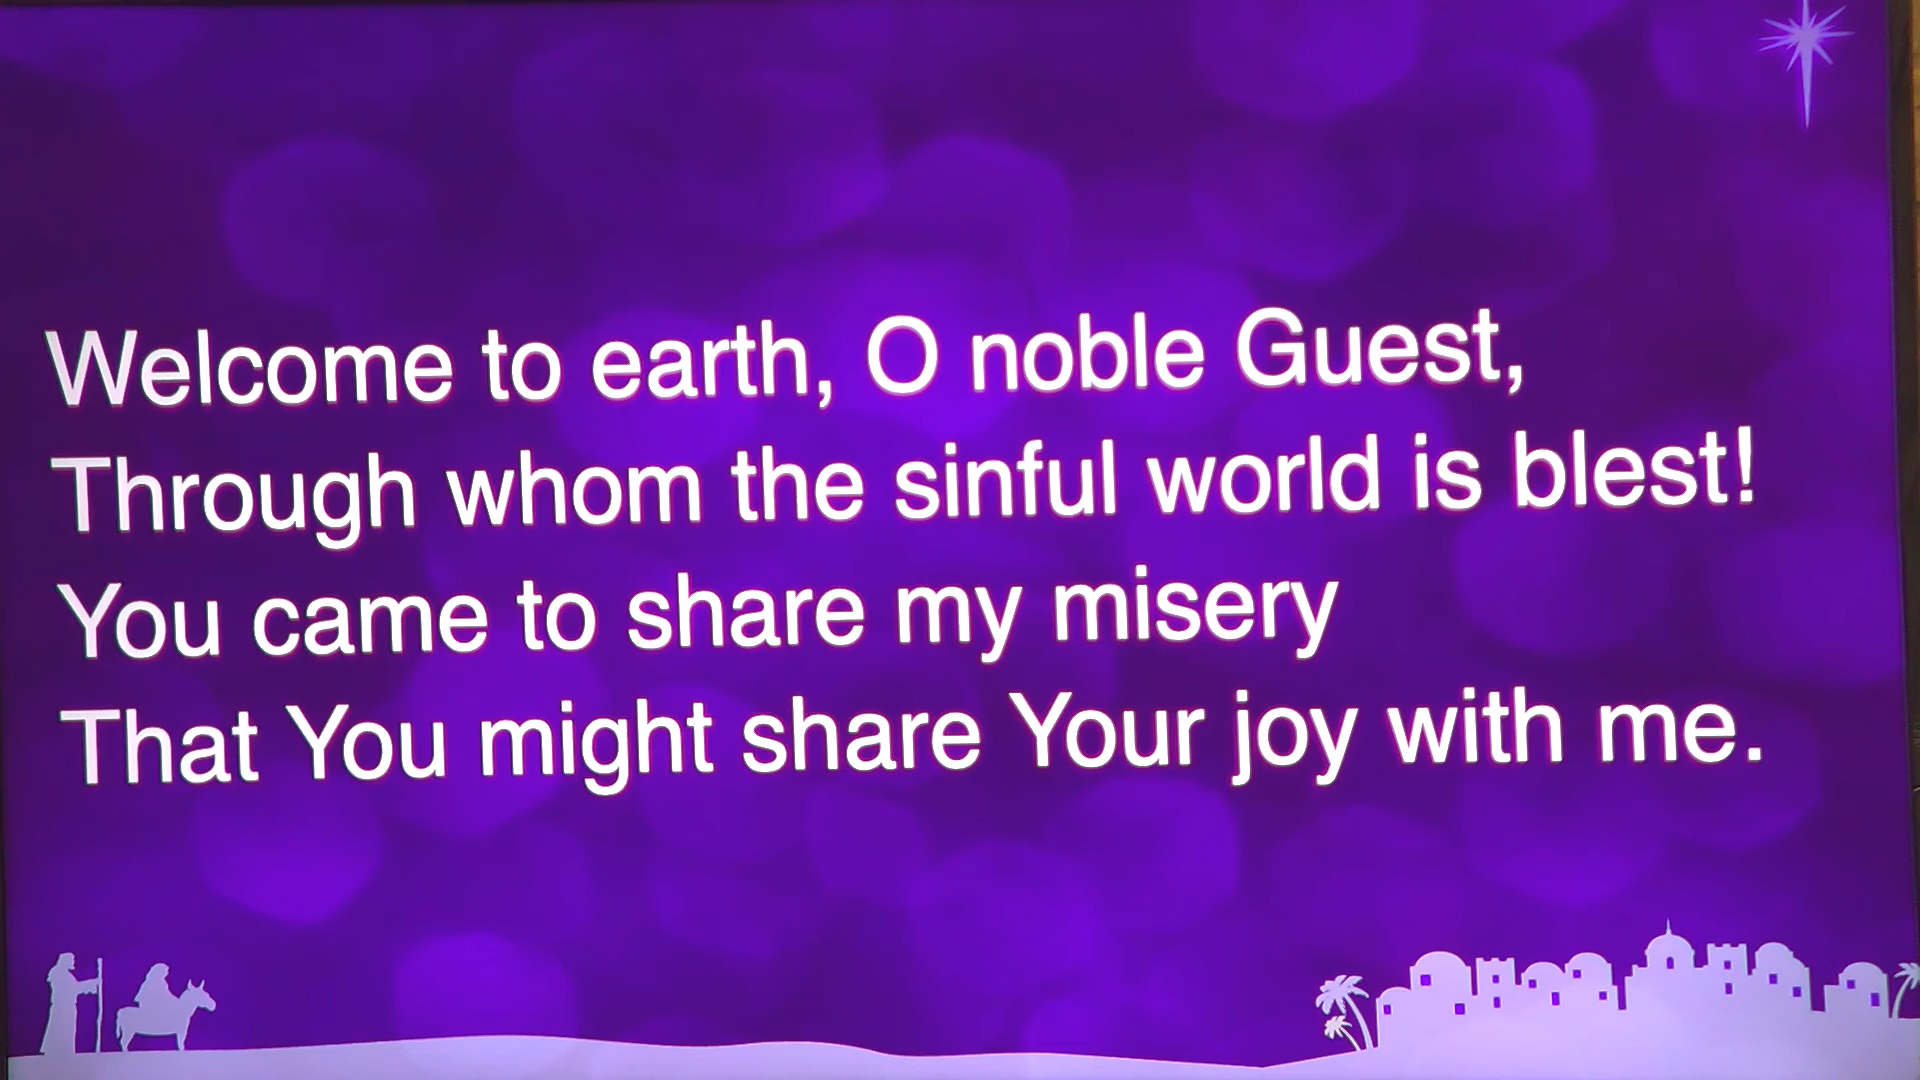 Welcome to earth, O noble Guest,
Through whom the sinful world is blest!
You came to share my misery
That You might share Your joy with me.